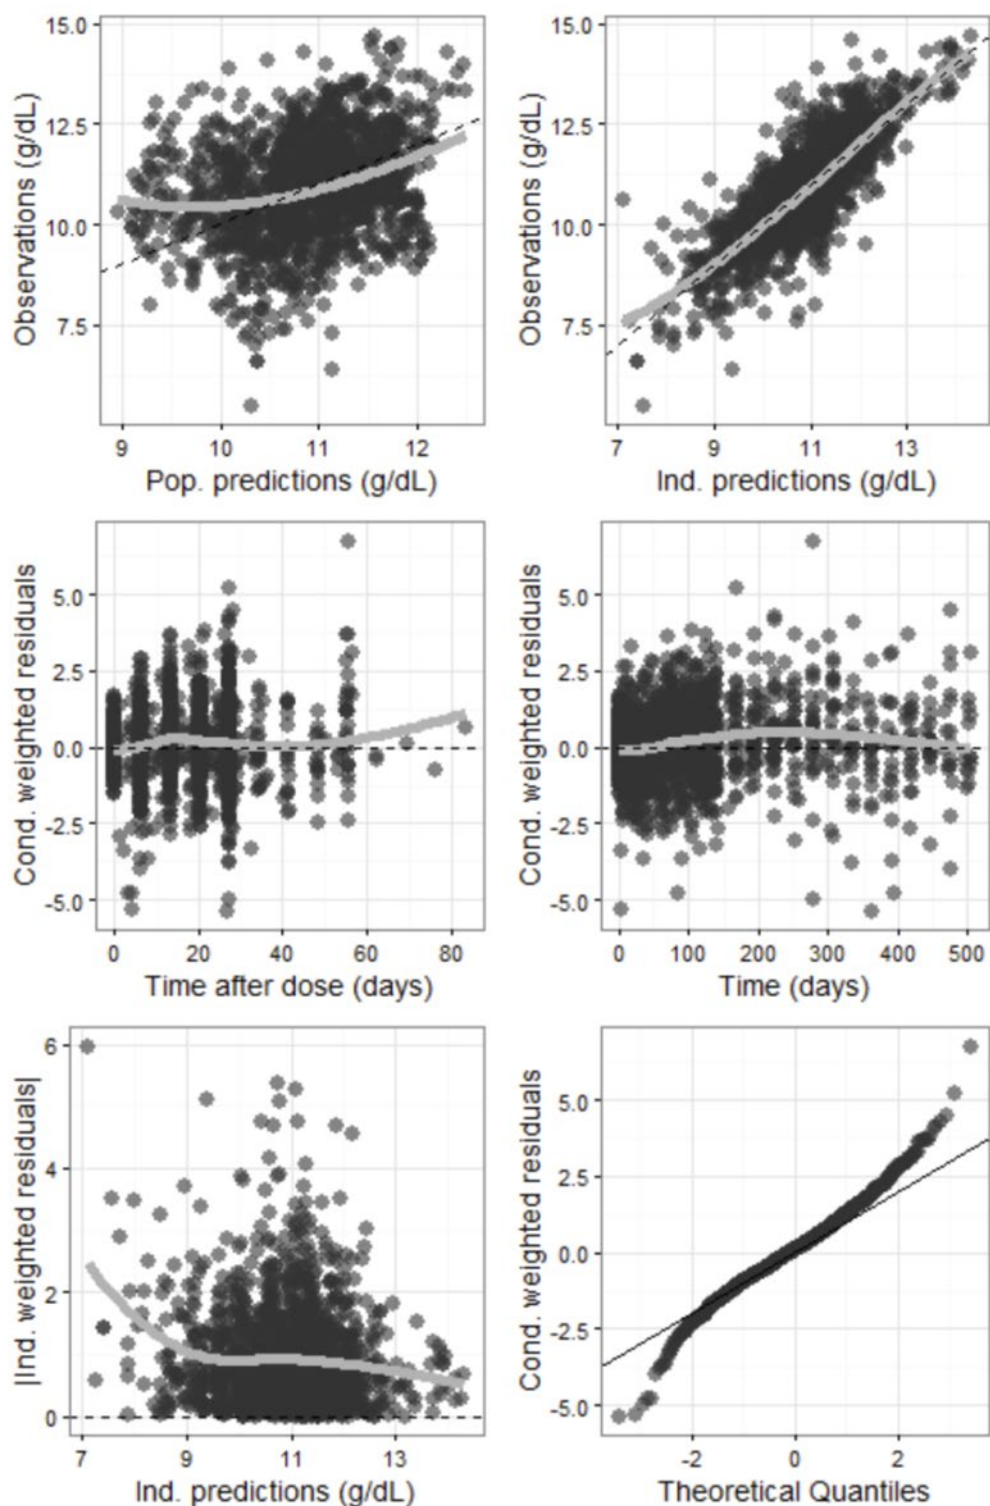 15.0
12.5
10.0
7.5
Observations (g/dL)
9 10 11 12
Pop. predictions (g/dL)
15.0
12.5
10.0
7.5
Observations (g/dL)
7 9 11 13
Ind. predictions (g/dL)
5.0
2.5
0.0
-2.5
-5.0
Cond. weighted residuals
0 20 40 60 80
Time after dose (days)
5.0
2.5
0.0
-2.5
-5.0
Cond. weighted residuals
0 100 200 300 400 500
Time (days)
6
4
2
0
|Ind. weighted residuals|
7 9 11 13
Ind. predictions (g/dL)
5.0
2.5
0.0
-2.5
-5.0
Cond. weighted residuals
-2 0 2
Theoretical Quantiles